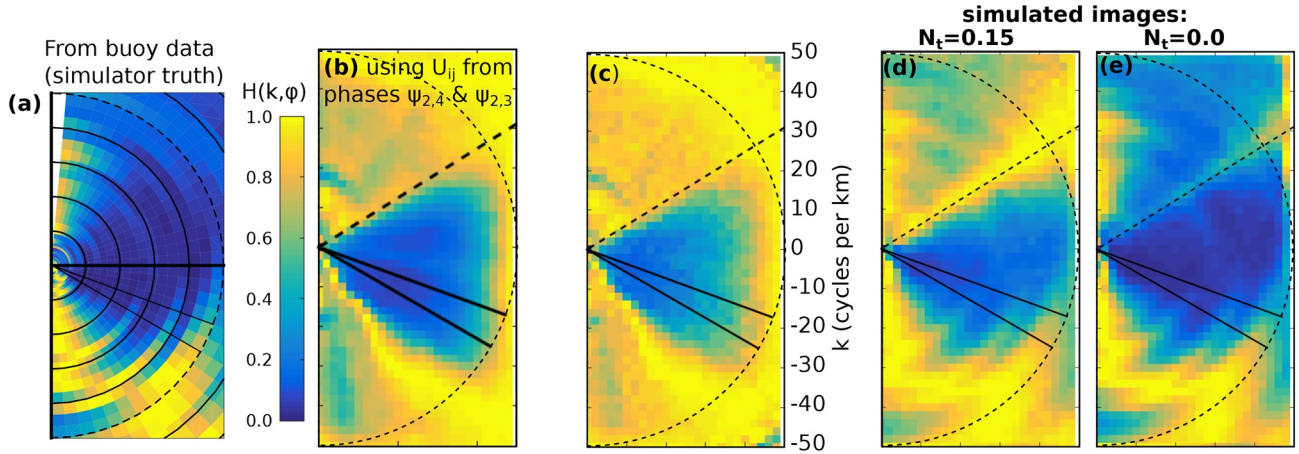 simulated images:
N_t=0.15
N_t=0.0
From buoy data
(simulator truth)
(a)
H(k,φ)
1.0
0.8
0.6
0.4
0.2
0.0
(b) using U_ij from
phases ψ_2,4 & ψ_2,3
(c)
50
40
30
20
10
0
-10
-20
-30
-40
-50
k (cycles per km)
(d)
(e)